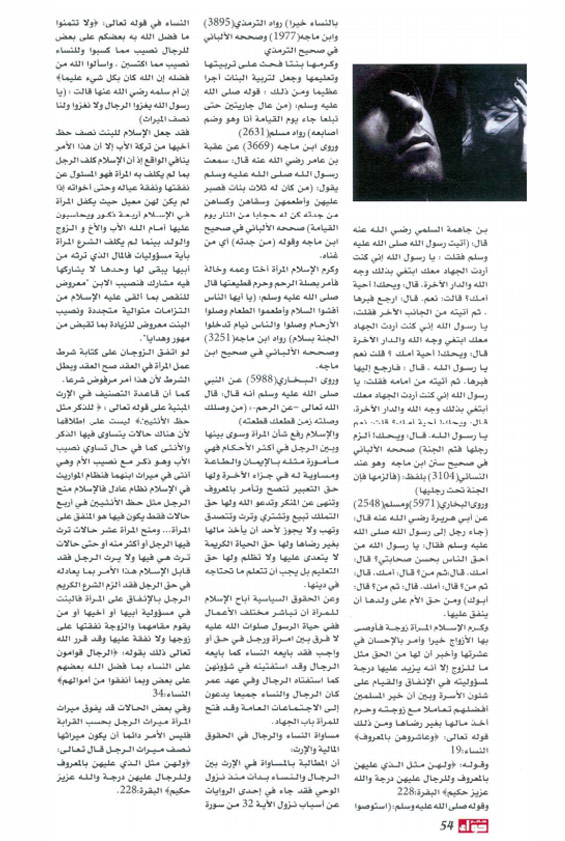 بن جاهمة السلمي رضي الله عنه
قال: (أتيت رسول الله صلى الله عليه
وسلم فقلت : يا رسول الله إني كنت
أردت الجهاد معك ابتغي بذلك وجه
الله والدار الآخرة. قال: ويحك! أحية
أمك؟ قالت: نعم. قال: ارجع فبرها
. ثم أتيته من الجانب الآخر فقلت:
يا رسول الله إني كنت أردت الجهاد
معك ابتغي وجه الله والدار الآخرة
قال: ويحك! أحية أمك ؟ قلت نعم
يا رسول الله . قال : فارجع إليها
فبرها. ثم أتيته من أمامه فقلت: يا
رسول الله إني كنت أردت الجهاد معك
أبتغي بذلك وجه الله والدار الآخرة.
قال: ويحك! أحية أمك؟ قلت: نعم
يا رسول الله. قال: ويحك! ألزم
رجلها فثم الجنة) صححه الألباني
في صحيح سنن ابن ماجه وهو عند
النسائي (3104) بلفظ: (فالزمها فإن
الجنة تحت رجليها)
وروى البخاري (5971) ومسلم (2548)
عن أبي هريرة رضي الله عنه قال:
(جاء رجل إلى رسول الله صلى الله
عليه وسلم فقال: يا رسول الله من
أحق الناس بحسن صحابتي؟ قال:
أمك. قال: ثم من؟ قال: أمك. قال:
ثم من؟ قال: أمك. قال: ثم من؟ قال:
أبوك) ومن حق الأم على ولدها أن
ينفق عليها.
وكرم الإسلام المرأة زوجة فأوصى
بها الأزواج خيرا وأمر بالإحسان في
عشرتها وأخبر أن لها من الحق مثل
ما للزوج إلا أنه يزيد عليها درجة
لمسؤليته في الإنفاق والقيام على
شئون الأسرة وبين أن خير المسلمين
أفضلهم تعاملا مع زوجته وحرم
أخذ مالها بغير رضاها ومن ذلك
قوله تعالى: ﴿وعاشروهن بالمعروف﴾
النساء:19
وقوله: ﴿ولهن مثل الذي عليهن
بالمعروف وللرجال عليهن درجة والله
عزيز حكيم﴾ البقرة:228
وقوله صلى الله عليه وسلم: (استوصوا
بالنساء خيرا) رواد الترمذي (3895)
وابن ماجه (1977) وصححه الألباني
في صحيح الترمذي
وكرمها بنتا فحث على تربيتها
وتعليمها وجعل لتربية البنات أجرا
عظيما ومن ذلك : قوله صلى الله
عليه وسلم: (من عال جاريتين حتى
تبلغا جاء يوم القيامة أنا وهو وضم
أصابعه) رواد مسلم (2631)
وروى ابن ماجه (3669) عن عقبة
بن عامر رضي الله عنه قال: سمعت
رسول الله صلى الله عليه وسلم
يقول: (من كان له ثلاث بنات فصبر
عليهن وأطعمهن وسقاهن وكساهن
من جدته كن له حجابا من النار يوم
القيامة) صححه الألباني في صحيح
ابن ماجه وقوله (من جدته) أي من
غناه.
وكرم الإسلام المرأة أختا وعمه وخالة
فأمر بصلة الرحم وحرم قطيعتها قال
صلى الله عليه وسلم: (يا أيها الناس
أفشوا السلام وأطعموا الطعام وصلوا
الأرحام وصلوا والناس نيام تدخلوا
الجنة بسلام) رواد ابن ماجه (3251)
وصححه الألباني في صحيح ابن
ماجه.
وروى البخاري (5988) عن النبي
صلى الله عليه وسلم أنه قال: قال
الله تعالى -عن الرحم-: (من وصلك
وصلته زمن قطعك قطعته)
والإسلام رفع شأن المرأة وسوى بينها
وبين الرجل في أكثر الأحكام فهي
مأمورة مثله بالإيمان والطاعة
ومساوية له في جزاء الآخرة ولها
حق التعبير تنصح وتأمر بالمعروف
وتنهى عن المنكر وتدعو الله ولها حق
التملك تبيع وتشتري وترث وتتصدق
وتهب ولا يجوز لأحد أن يأخذ مالها
بغير رضاها ولها حق الحياة الكريمة
لا يتعدى عليها ولا تظلم ولها حق
التعليم بل يجب أن تتعلم ما تحتاجه
في دينها.
وعن الحقوق السياسية أباح الإسلام
للمرأة أن تباشر مختلف الأعمال
ففي حياة الرسول صلوات الله عليه
لا فرق بين امرأة ورجل في حق أو
واجب فقد بايعه النساء كما بايعه
الرجال وقد استفتينه في شؤونهن
كما استفتاد الرجال وفي عهد عمر
كان الرجال والنساء جميعا يدعون
إلى الاجتماعات العامة وقد فتح
للمرأة باب الجهاد.
مساواة النساء والرجال في الحقوق
المالية والإرث:
أن المطالبة بالمساواة في الإرث بين
الرجال والنساء بدأت منذ نزول
الوحي فقد جاء في إحدى الروايات
عن أسباب نزول الآية 32 من سورة
النساء في قوله تعالى: ﴿ولا تتمنوا
ما فضل الله به بعضكم على بعض
للرجال نصيب مما كسبوا وللنساء
نصيب مما اكتسبن . واسألوا الله من
فضله إن الله كان بكل شيء عليما﴾
إن أم سلمه رضي الله عنها قالت : (يا
رسول الله يغزوا الرجال ولا نغزوا ولنا
نصف الميراث)
فقد جعل الإسلام للبنت نصف حظ
أخيها من تركة الأب إلا أن هذا الأمر
ينافي الواقع إذ أن الإسلام كلف الرجل
بما لم يكلف به المرأة فهو المسئول عن
نفقتها ونفقة عياله وحتى أخواته إذا
لم يكن لهن معيل حيث يكفل المرأة
في الإسلام أربعة ذكور ويحاسبون
عليها أمام الله الأب والأخ و الزوج
والولد بينما لم يكلف الشرع المرأة
بأية مسؤوليات فالمال الذي ترثه من
أبيها يبقى لها وحدها لا يشاركها
فيه مشارك فنصيب الابن "معروض
للنقص بما ألقى عليه الإسلام من
التزامات متوالية متجددة ونصيب
البنت معروض للزيادة بما تقبض من
مهور وهدايا".
لو اتفق الزوجان على كتابة شرط
عمل المرأة في العقد صح العقد وبطل
الشرط لأن هذا أمر مرفوض شرعا.
كما أن قاعدة التصنيف في الإرث
المبنية على قوله تعالى : ﴿ للذكر مثل
حظ الأنثيين﴾ ليست على إطلاقها
لأن هناك حالات يتساوى فيها الذكر
والأنثى كما في حال تساوي نصيب
الأب وهو ذكر مع نصيب الأم وهي
أنثى في ميراث ابنهما فنظام المواريث
في الإسلام نظام عادل فالإسلام منح
الرجل مثل حظ الأنثيين في أربع
حالات فقط يكون فيها هو المنفق على
المرأة... ومنح المرأة عشر حالات ترث
فيها الرجل أو أكثر منه أو حتى حالات
ترث هي فيها ولا يرث الرجل فقد
قابل الإسلام هذا الأمر بما يعادله
في حق الرجل فقد ألزم الشرع الكريم
الرجل بالإنفاق على المرأة فالبنت
في مسؤولية أبيها أو أخيها أو من
يقوم مقامهما والزوجة نفقتها على
زوجها ولا نفقة عليها وقد قرر الله
تعالى ذلك بقوله: ﴿الرجال قوامون
على النساء بما فضل الله بعضهم
على بعض وبما أنفقوا من أموالهم﴾
النساء:34
وفي بعض الحالات قد يفوق ميراث
المرأة ميراث الرجل بحسب القرابة
فليس الأمر دائما أن يكون ميراثها
نصف ميراث الرجل قال تعالى:
﴿ولهن مثل الذي عليهن بالمعروف
وللرجال عليهن درجة والله عزيز
حكيم﴾ البقرة:228.
54